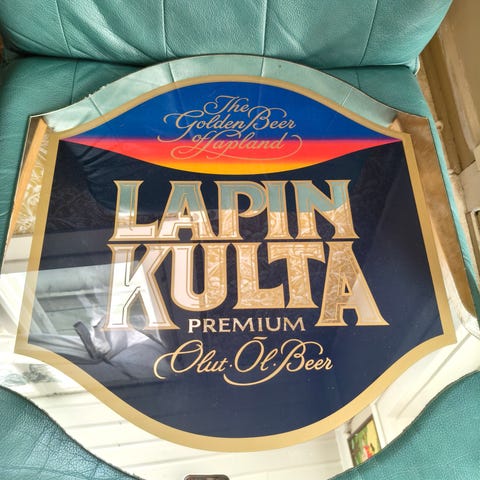 The
Golden Beer
of Lapland
LAPIN
KULTA
PREMIUM
Olut·Öl·Beer